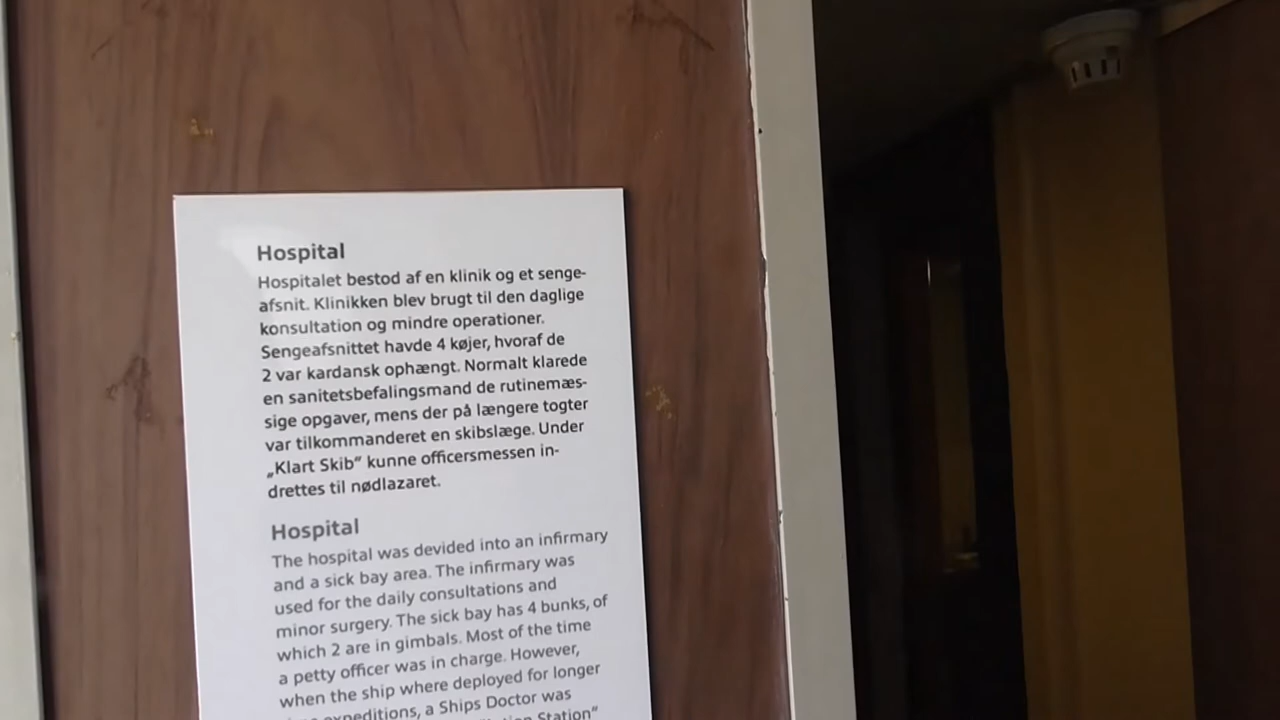 Hospital
Hospitalet bestod af en klinik og et senge-
afsnit. Klinikken blev brugt til den daglige
konsultation og mindre operationer.
Sengeafsnittet havde 4 køjer, hvoraf de
2 var kardansk ophængt. Normalt klarede
en sanitetsbefalingsmand de rutinemæs-
sige opgaver, mens der på længere togter
var tilkommanderet en skibslæge. Under
„Klart Skib“ kunne officersmessen in-
drettes til nødlazaret.
Hospital
The hospital was devided into an infirmary
and a sick bay area. The infirmary was
used for the daily consultations and
minor surgery. The sick bay has 4 bunks, of
which 2 are in gimbals. Most of the time
a petty officer was in charge. However,
when the ship where deployed for longer
expeditions, a Ships Doctor was
Station“